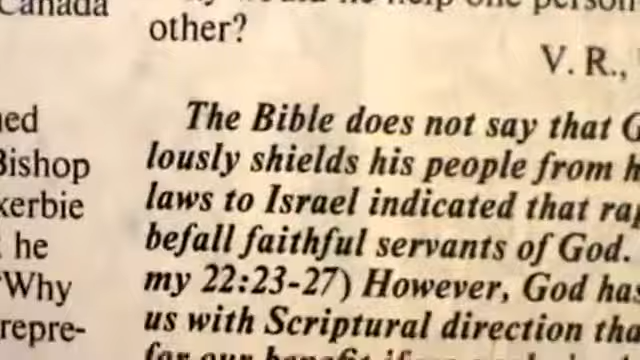 Canada
ned
Bishop
kerbie
he
"Why
repre-
other?
V. R.,
The Bible does not say that G
lously shields his people from h
laws to Israel indicated that rap
befall faithful servants of God.
my 22:23-27) However, God has
us with Scriptural direction tha